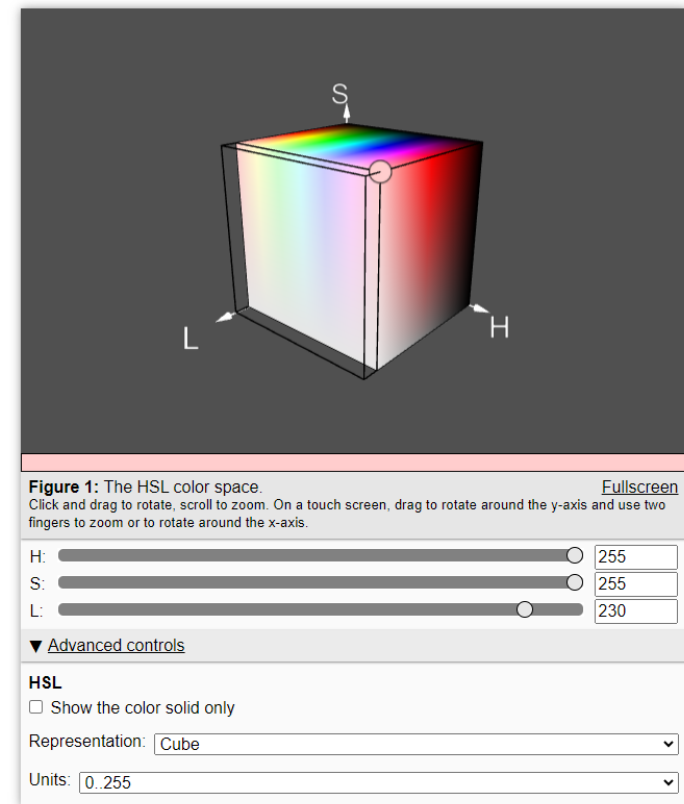 S
L
H
Figure 1: The HSL color space.
Fullscreen
Click and drag to rotate, scroll to zoom. On a touch screen, drag to rotate around the y-axis and use two
fingers to zoom or to rotate around the x-axis.
H: 255
S: 255
L: 230
▼ Advanced controls
HSL
Show the color solid only
Representation: Cube
Units: 0..255